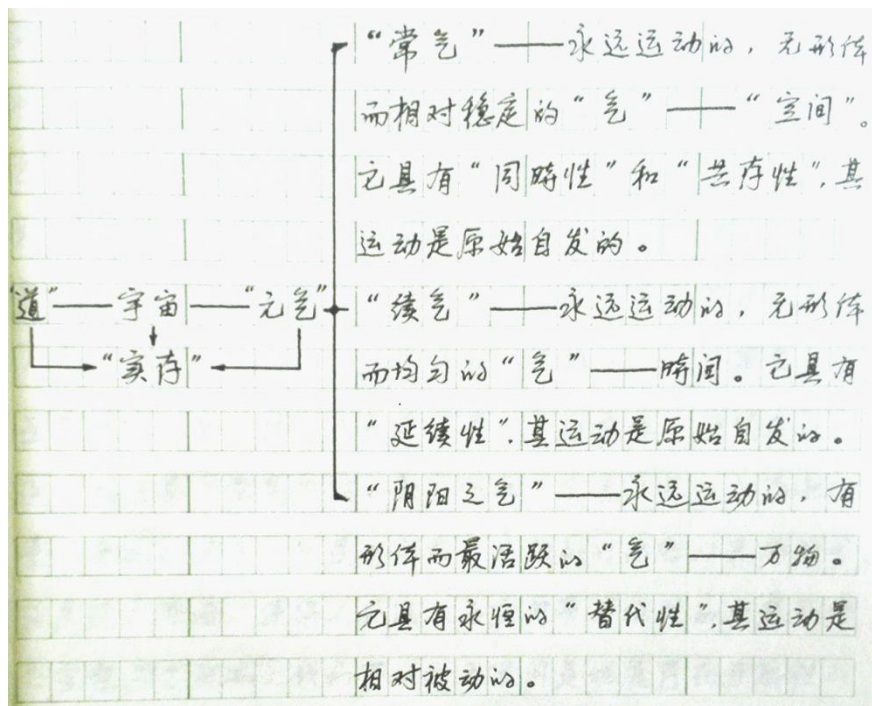 “常气”——永远运动的，无形体
而相对稳定的“气”——“空间”。
它具有“同时性”和“共存性”，其
运动是原始自发的。
“道”——宇宙——“元气”
“续气”——永远运动的，无形体
“实存”
而均匀的“气”——时间。它具有
“延续性”，其运动是原始自发的。
“阴阳之气”——永远运动的，有
形体而最活跃的“气”——万物。
它具有永恒的“替代性”，其运动是
相对被动的。